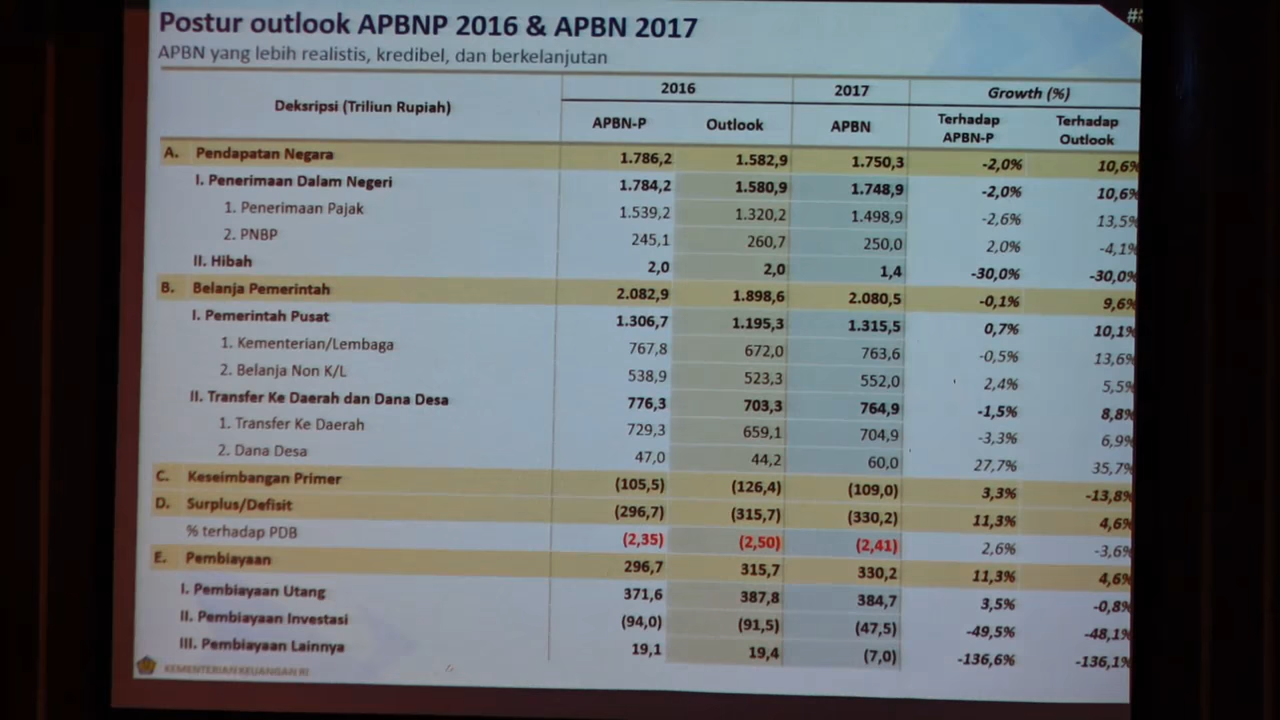 #
Postur outlook APBNP 2016 & APBN 2017
APBN yang lebih realistis, kredibel, dan berkelanjutan
Deksripsi (Triliun Rupiah) 2016 2017 Growth (%)
APBN-P Outlook APBN Terhadap APBN-P Terhadap Outlook
A. Pendapatan Negara 1.786,2 1.582,9 1.750,3 -2,0% 10,6%
I. Penerimaan Dalam Negeri 1.784,2 1.580,9 1.748,9 -2,0% 10,6%
1. Penerimaan Pajak 1.539,2 1.320,2 1.498,9 -2,6% 13,5%
2. PNBP 245,1 260,7 250,0 2,0% -4,1%
II. Hibah 2,0 2,0 1,4 -30,0% -30,0%
B. Belanja Pemerintah 2.082,9 1.898,6 2.080,5 -0,1% 9,6%
I. Pemerintah Pusat 1.306,7 1.195,3 1.315,5 0,7% 10,1%
1. Kementerian/Lembaga 767,8 672,0 763,6 -0,5% 13,6%
2. Belanja Non K/L 538,9 523,3 552,0 2,4% 5,5%
II. Transfer Ke Daerah dan Dana Desa 776,3 703,3 764,9 -1,5% 8,8%
1. Transfer Ke Daerah 729,3 659,1 704,9 -3,3% 6,9%
2. Dana Desa 47,0 44,2 60,0 27,7% 35,7%
C. Keseimbangan Primer (105,5) (126,4) (109,0) 3,3% -13,8%
D. Surplus/Defisit (296,7) (315,7) (330,2) 11,3% 4,6%
% terhadap PDB (2,35) (2,50) (2,41) 2,6% -3,6%
E. Pembiayaan 296,7 315,7 330,2 11,3% 4,6%
I. Pembiayaan Utang 371,6 387,8 384,7 3,5% -0,8%
II. Pembiayaan Investasi (94,0) (91,5) (47,5) -49,5% -48,1%
III. Pembiayaan Lainnya 19,1 19,4 (7,0) -136,6% -136,1%
KEMENTERIAN KEUANGAN RI